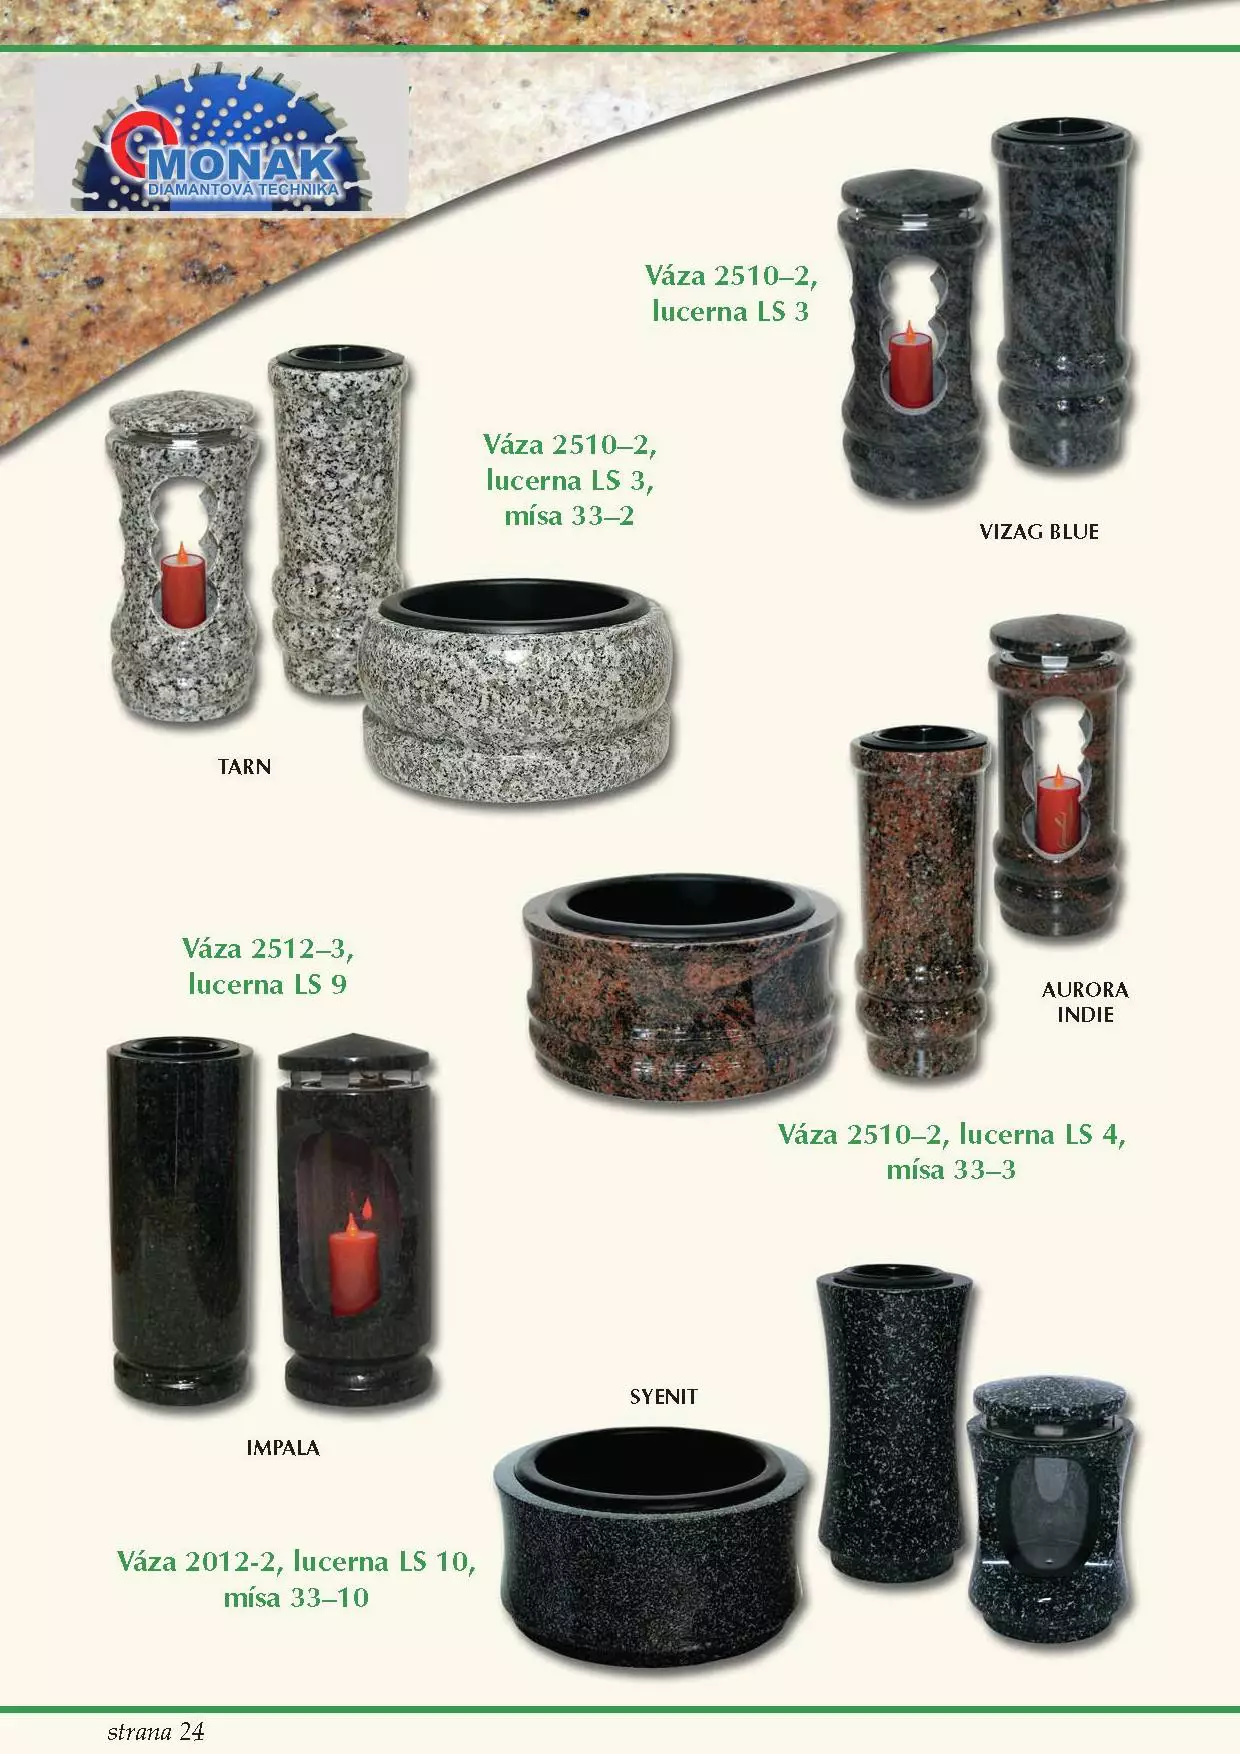 MONAK
DIAMANTOVÁ TECHNIKA
Váza 2510–2,
lucerna LS 3
VIZAG BLUE
Váza 2510–2,
lucerna LS 3,
mísa 33–2
TARN
AURORA
INDIE
Váza 2510–2, lucerna LS 4,
mísa 33–3
Váza 2512–3,
lucerna LS 9
IMPALA
SYENIT
Váza 2012-2, lucerna LS 10,
mísa 33–10
strana 24